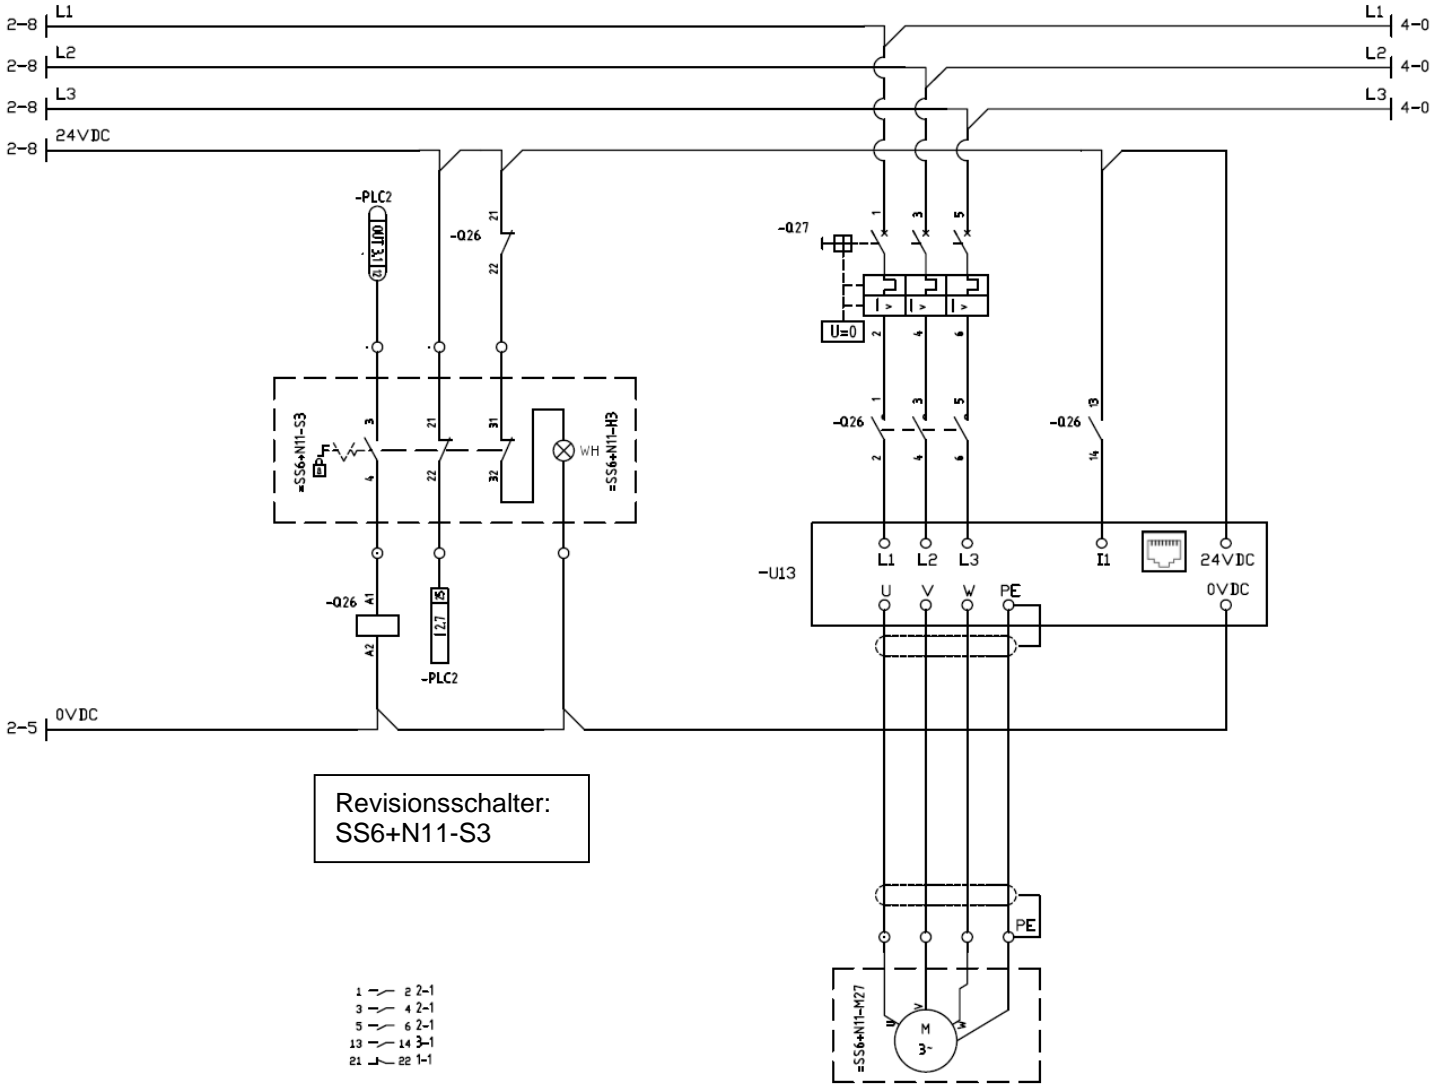 2-8 L1 L1 4-0
2-8 L2 L2 4-0
2-8 L3 L3 4-0
2-8 24VDC
-PLC2
OUT 3.1
12
21
-Q26
22
-Q27
1 3 5
I> I> I>
U=0
2 4 6
=SS6+N11-S3
3 21 31
4 22 32
WH
=SS6+N11-H3
-Q26
1 3 5
2 4 6
-Q26
13
14
-U13
L1 L2 L3 I1 24VDC
U V W PE 0VDC
-Q26
A1
A2
25
I 2.7
-PLC2
2-5 0VDC
Revisionsschalter:
SS6+N11-S3
PE
=SS6+N11-M27
U V W
M
3~
1 2 2-1
3 4 2-1
5 6 2-1
13 14 3-1
21 22 1-1